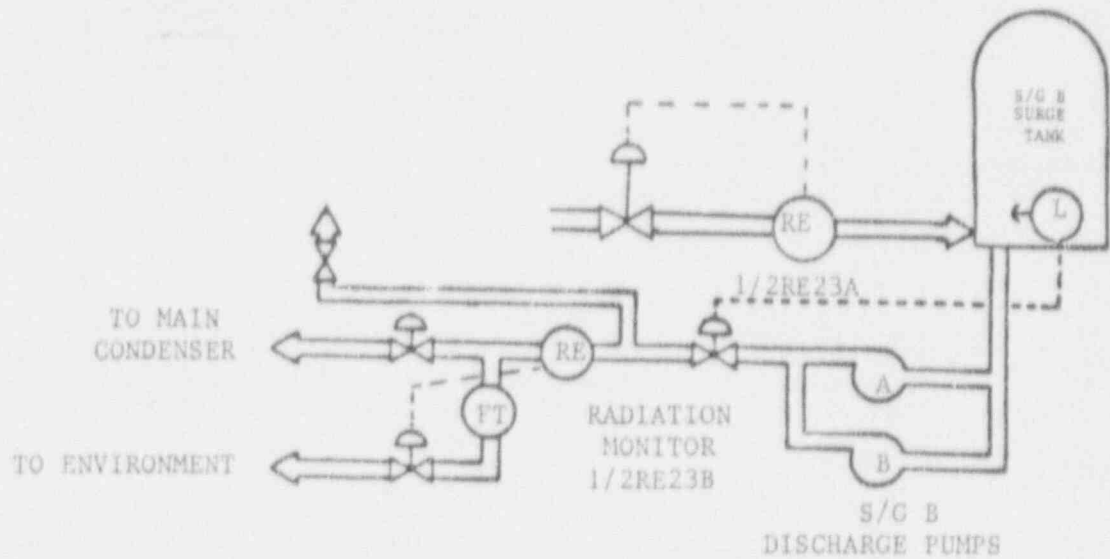 S/G B
SURGE
TANK
L
RE
1/2RE23A
TO MAIN
CONDENSER
RE
A
FT
RADIATION
MONITOR
1/2RE23B
TO ENVIRONMENT
B
S/G B
DISCHARGE PUMPS